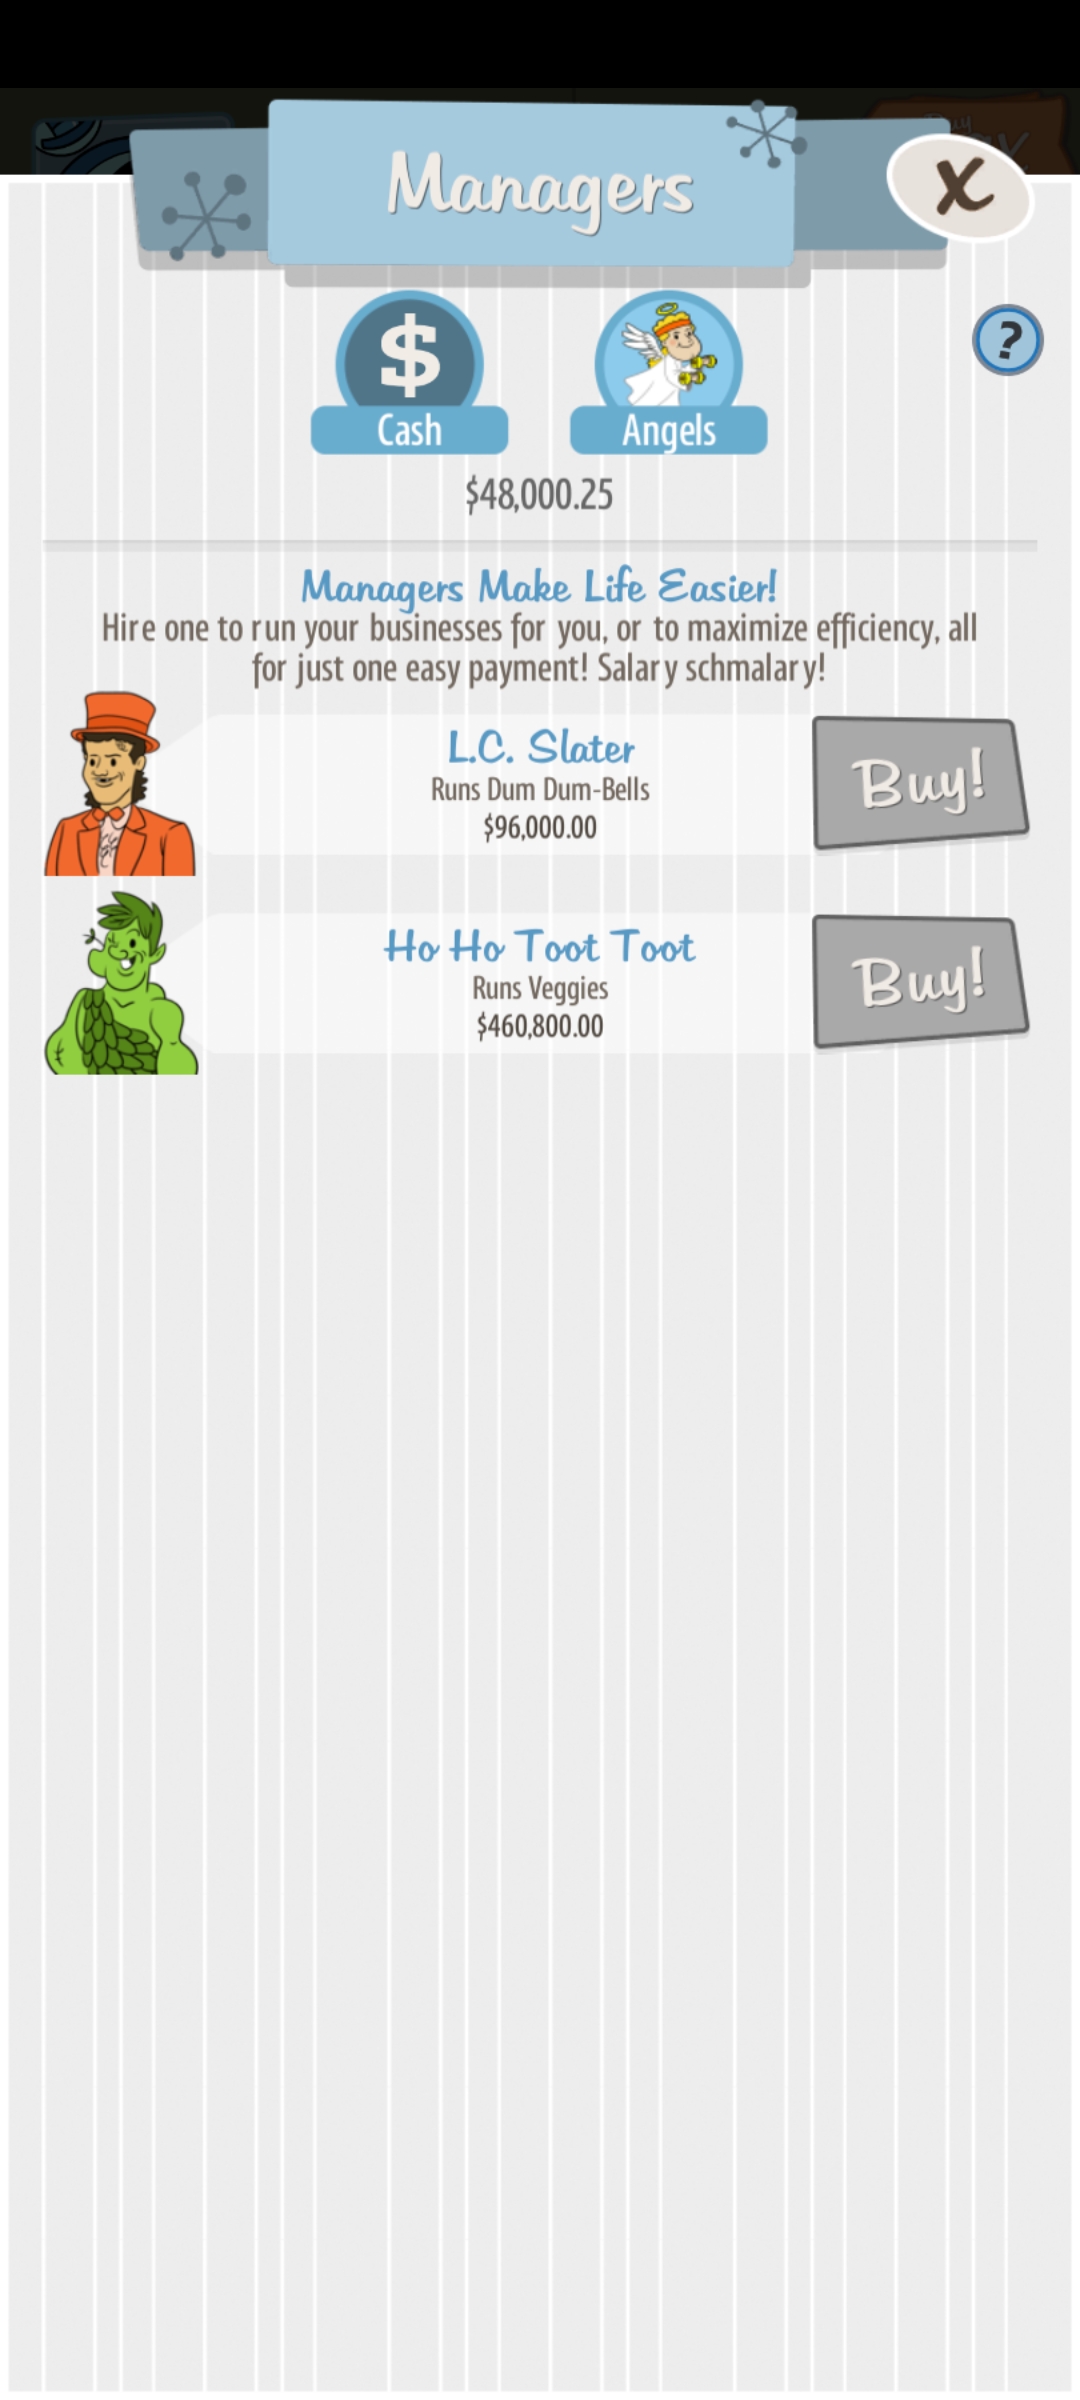 Managers
X
?
$
Cash
Angels
$48,000.25
Managers Make Life Easier!
Hire one to run your businesses for you, or to maximize efficiency, all
for just one easy payment! Salary schmalary!
L.C. Slater
Runs Dum Dum-Bells
$96,000.00
Buy!
Ho Ho Toot Toot
Runs Veggies
$460,800.00
Buy!